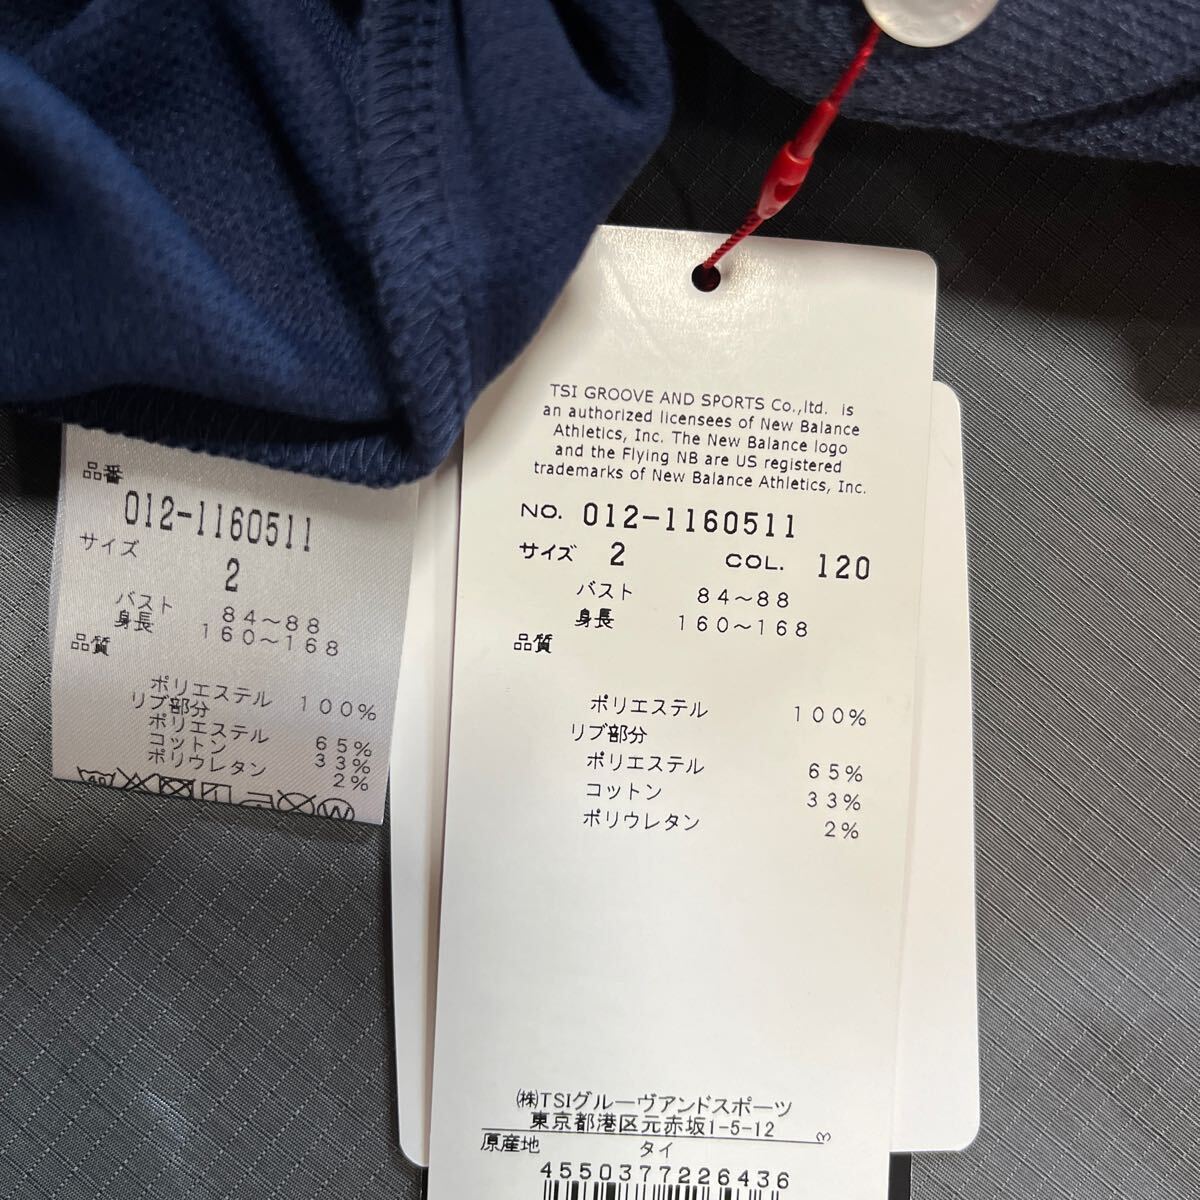 品番
012-1160511
サイズ
2
バスト 84～88
身長 160～168
品質
ポリエステル 100%
リブ部分
ポリエステル 65%
コットン 33%
ポリウレタン 2%
40
W
TSI GROOVE AND SPORTS Co.,ltd. is
an authorized licensees of New Balance
Athletics, Inc. The New Balance logo
and the Flying NB are US registered
trademarks of New Balance Athletics, Inc.
NO. 012-1160511
サイズ 2 COL. 120
バスト 84～88
身長 160～168
品質
ポリエステル 100%
リブ部分
ポリエステル 65%
コットン 33%
ポリウレタン 2%
㈱TSIグルーヴアンドスポーツ
東京都港区元赤坂1-5-12
(Y)
原産地 タイ
4550377226436